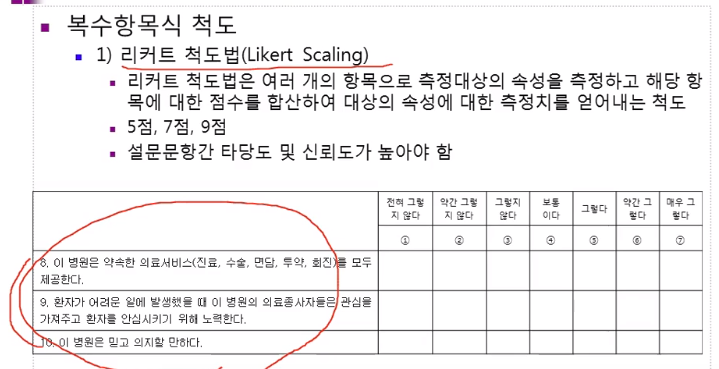 복수항목식 척도
1) 리커트 척도법(Likert Scaling)
리커트 척도법은 여러 개의 항목으로 측정대상의 속성을 측정하고 해당 항
목에 대한 점수를 합산하여 대상의 속성에 대한 측정치를 얻어내는 척도
5점, 7점, 9점
설문문항간 타당도 및 신뢰도가 높아야 함
전혀 그렇 약간 그렇 그렇지 보통 그렇다 약간 그 매우 그
지 않다 지 않다 않다 이다 렇다 렇다
① ② ③ ④ ⑤ ⑥ ⑦
8. 이 병원은 약속한 의료서비스(진료, 수술, 면담, 투약, 회진)를 모두
제공한다.
9. 환자가 어려운 일에 발생했을 때 이 병원의 의료종사자들은 관심을
가져주고 환자를 안심시키기 위해 노력한다.
10. 이 병원은 믿고 의지할 만하다.